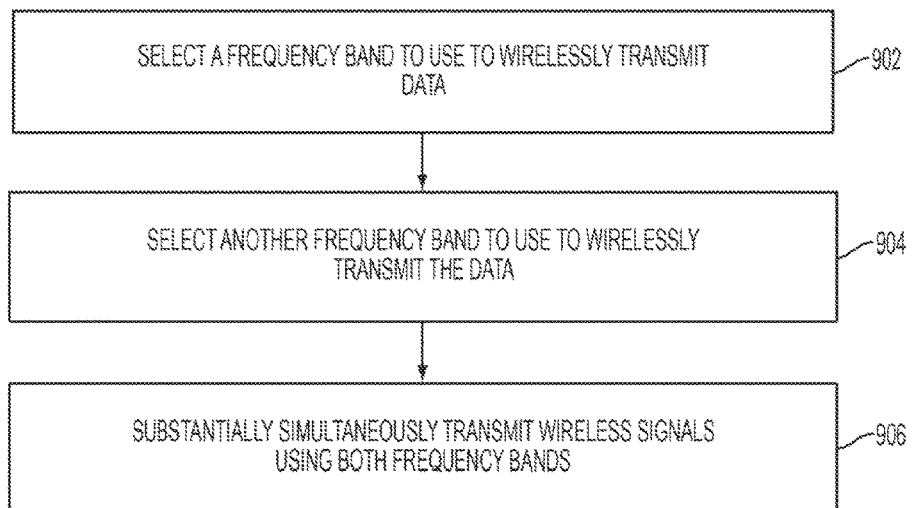 SELECT A FREQUENCY BAND TO USE TO WIRELESSLY TRANSMIT
DATA
902
SELECT ANOTHER FREQUENCY BAND TO USE TO WIRELESSLY
TRANSMIT THE DATA
904
SUBSTANTIALLY SIMULTANEOUSLY TRANSMIT WIRELESS SIGNALS
USING BOTH FREQUENCY BANDS
906